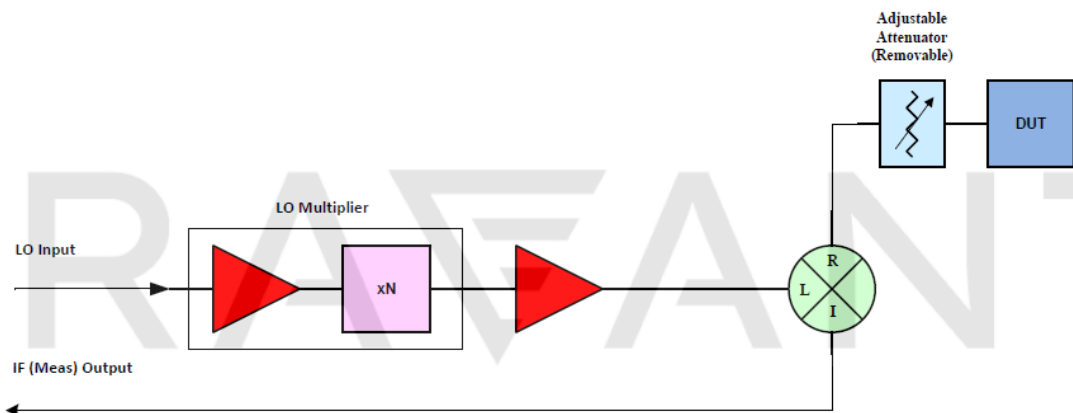 Adjustable
Attenuator
(Removable)
DUT
LO Multiplier
LO Input
xN
R
L
I
IF (Meas) Output
RAVANT